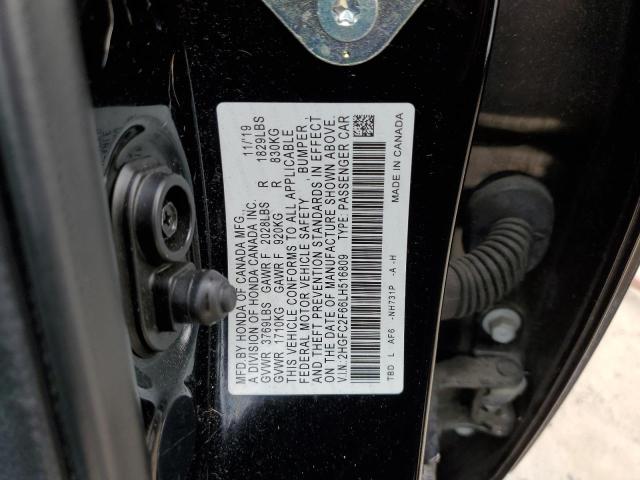 MFD.BY HONDA OF CANADA MFG., 11/19
A DIVISION OF HONDA CANADA INC.
GVWR 3769LBS GAWR F 2028LBS R 1829LBS
GVWR 1710KG GAWR F 920KG R 830KG
THIS VEHICLE CONFORMS TO ALL APPLICABLE
FEDERAL MOTOR VEHICLE SAFETY, BUMPER,
AND THEFT PREVENTION STANDARDS IN EFFECT
ON THE DATE OF MANUFACTURE SHOWN ABOVE.
V.I.N.:2HGFC2F66LH516809 TYPE: PASSENGER CAR
TBD L AF6 -NH731P -A -H MADE IN CANADA